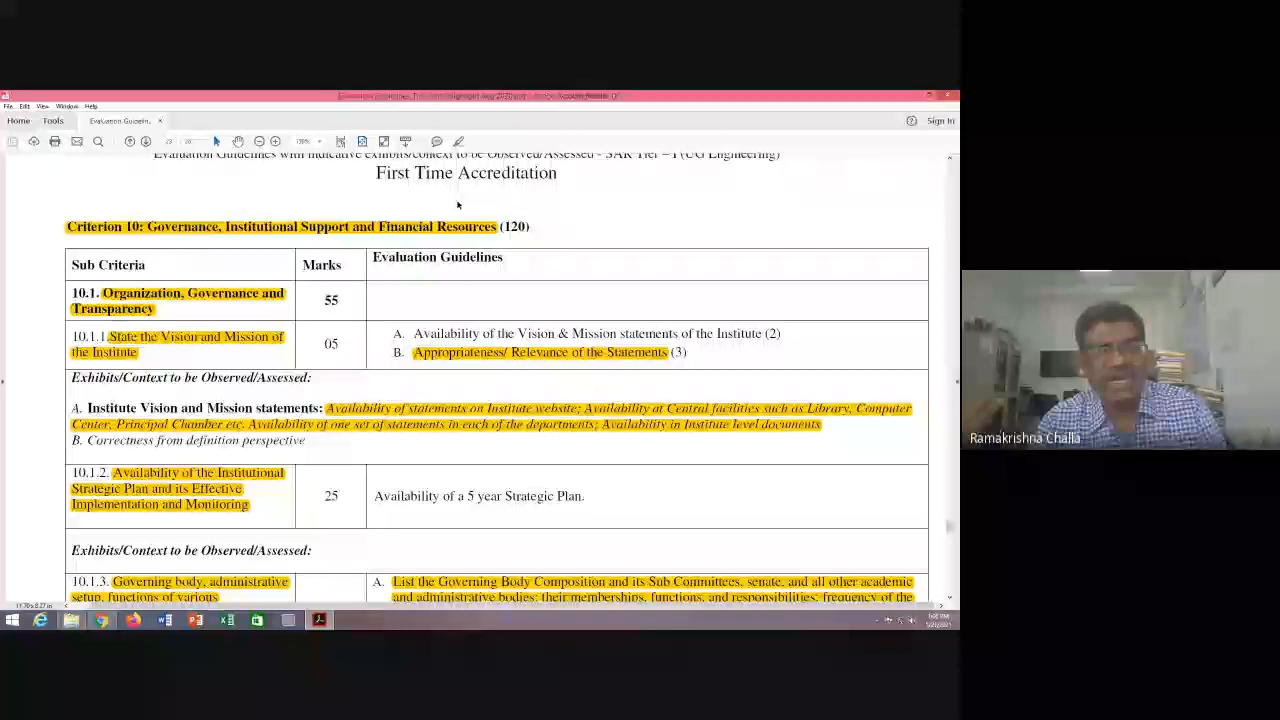 File Edit View Window Help
Home Tools Evaluation Guidelin... × Sign In
Evaluation Guidelines with indicative exhibits/context to be Observed/Assessed - SAR Tier – I (UG Engineering)
First Time Accreditation
Criterion 10: Governance, Institutional Support and Financial Resources (120)
Sub Criteria Marks Evaluation Guidelines
10.1. Organization, Governance and 55
Transparency
10.1.1.State the Vision and Mission of 05 A. Availability of the Vision & Mission statements of the Institute (2)
the Institute B. Appropriateness/ Relevance of the Statements (3)
Exhibits/Context to be Observed/Assessed:
A. Institute Vision and Mission statements: Availability of statements on Institute website; Availability at Central facilities such as Library, Computer
Center, Principal Chamber etc. Availability of one set of statements in each of the departments; Availability in Institute level documents
B. Correctness from definition perspective
10.1.2. Availability of the Institutional
Strategic Plan and its Effective 25 Availability of a 5 year Strategic Plan.
Implementation and Monitoring
Exhibits/Context to be Observed/Assessed:
10.1.3. Governing body, administrative A. List the Governing Body Composition and its Sub Committees, senate, and all other academic
setup, functions of various and administrative bodies; their memberships, functions, and responsibilities; frequency of the
Ramakrishna Challa